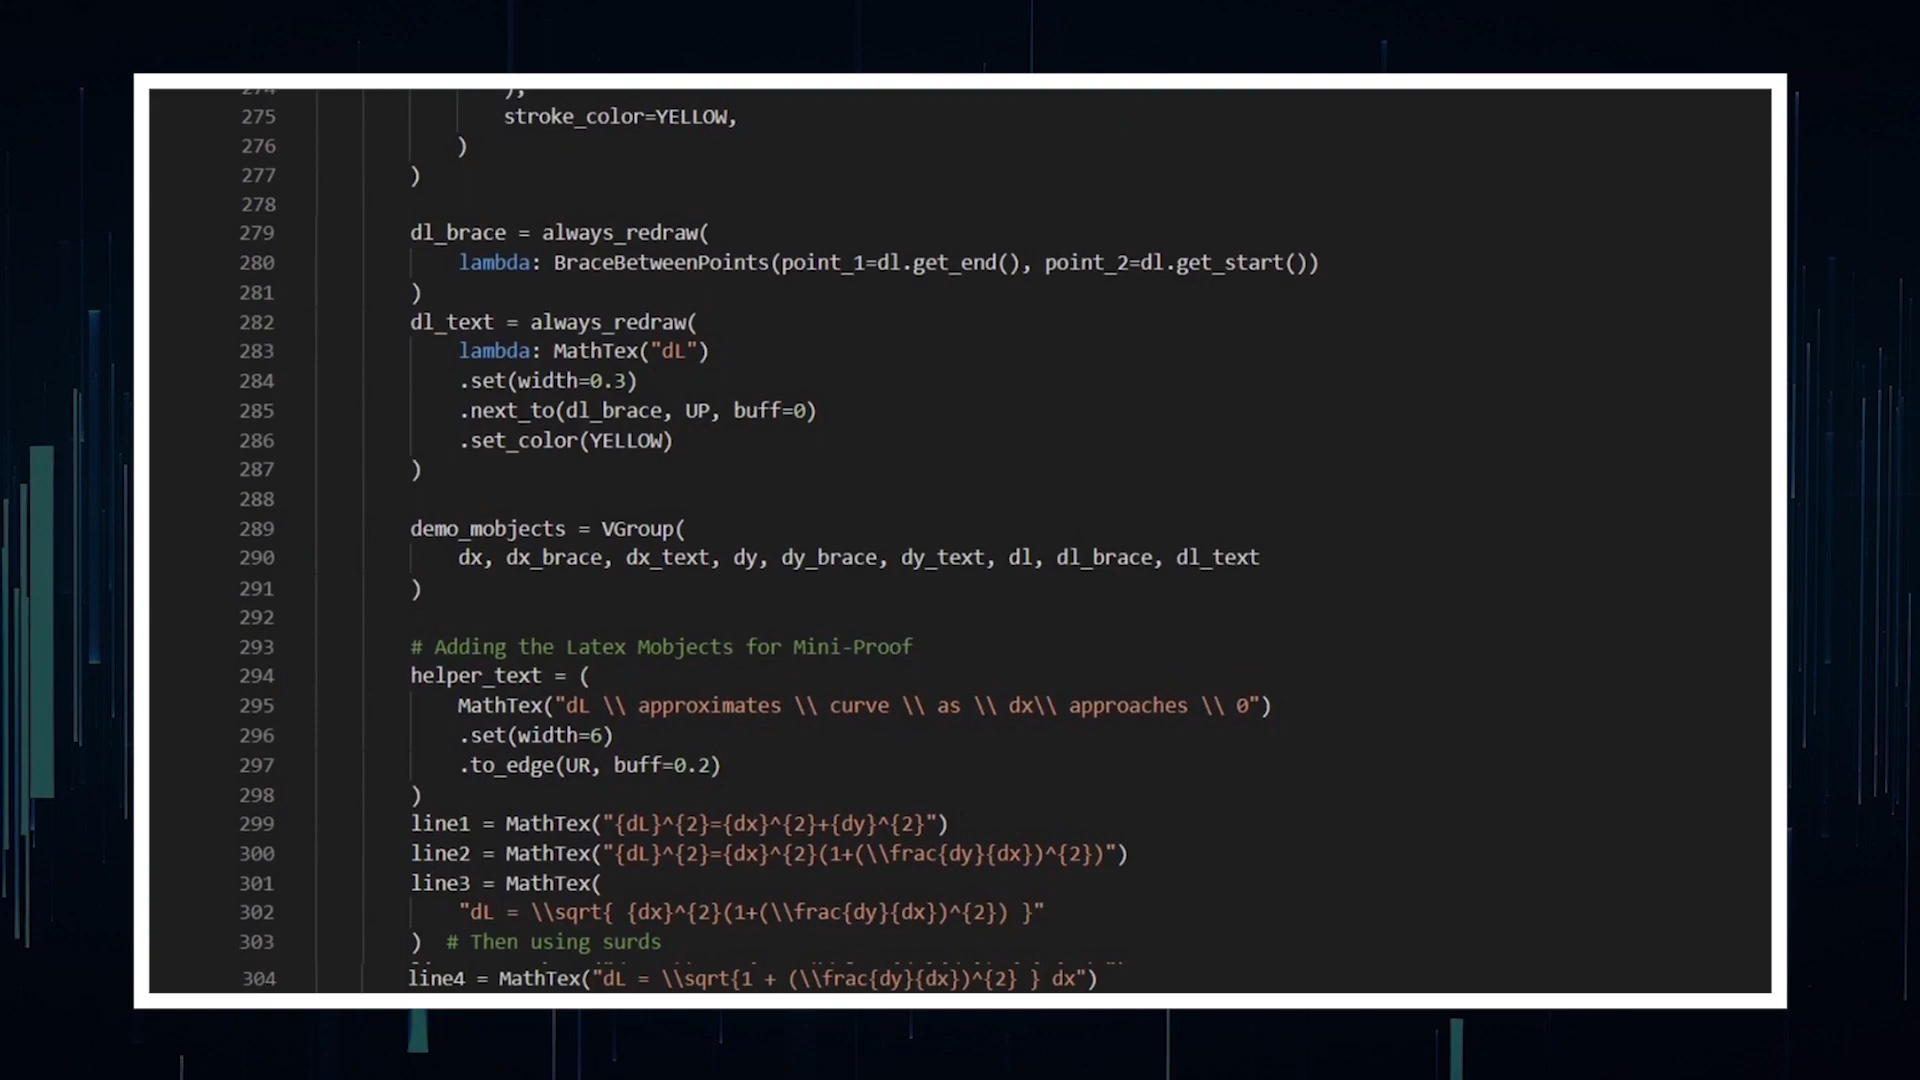 274 ),
275 stroke_color=YELLOW,
276 )
277 )
278
279 dl_brace = always_redraw(
280 lambda: BraceBetweenPoints(point_1=dl.get_end(), point_2=dl.get_start())
281 )
282 dl_text = always_redraw(
283 lambda: MathTex("dL")
284 .set(width=0.3)
285 .next_to(dl_brace, UP, buff=0)
286 .set_color(YELLOW)
287 )
288
289 demo_mobjects = VGroup(
290 dx, dx_brace, dx_text, dy, dy_brace, dy_text, dl, dl_brace, dl_text
291 )
292
293 # Adding the Latex Mobjects for Mini-Proof
294 helper_text = (
295 MathTex("dL \\ approximates \\ curve \\ as \\ dx\\ approaches \\ 0")
296 .set(width=6)
297 .to_edge(UR, buff=0.2)
298 )
299 line1 = MathTex("{dL}^{2}={dx}^{2}+{dy}^{2}")
300 line2 = MathTex("{dL}^{2}={dx}^{2}(1+(\\frac{dy}{dx})^{2})")
301 line3 = MathTex(
302 "dL = \\sqrt{ {dx}^{2}(1+(\\frac{dy}{dx})^{2}) }"
303 ) # Then using surds
304 line4 = MathTex("dL = \\sqrt{1 + (\\frac{dy}{dx})^{2} } dx")